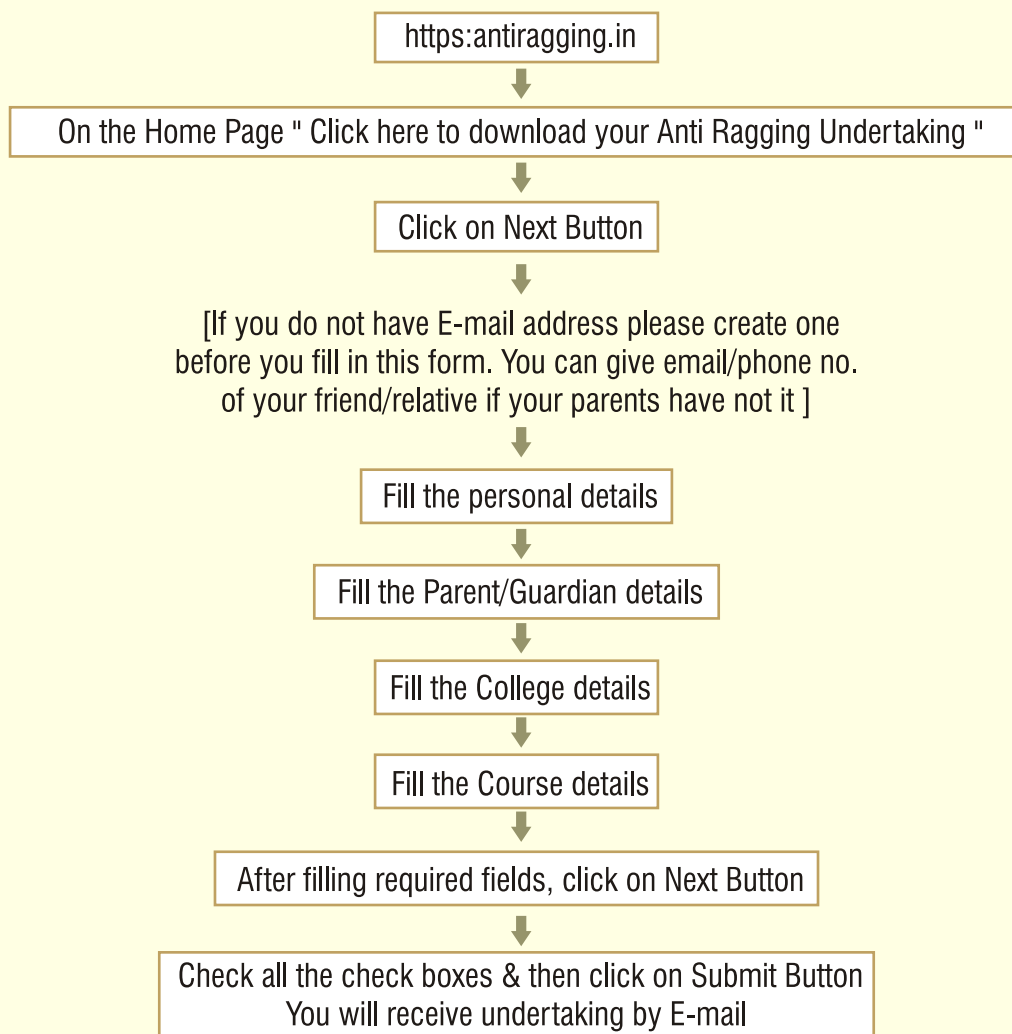 https:antiragging.in
On the Home Page " Click here to download your Anti Ragging Undertaking "
Click on Next Button
[If you do not have E-mail address please create one
before you fill in this form. You can give email/phone no.
of your friend/relative if your parents have not it ]
Fill the personal details
Fill the Parent/Guardian details
Fill the College details
Fill the Course details
After filling required fields, click on Next Button
Check all the check boxes & then click on Submit Button
You will receive undertaking by E-mail